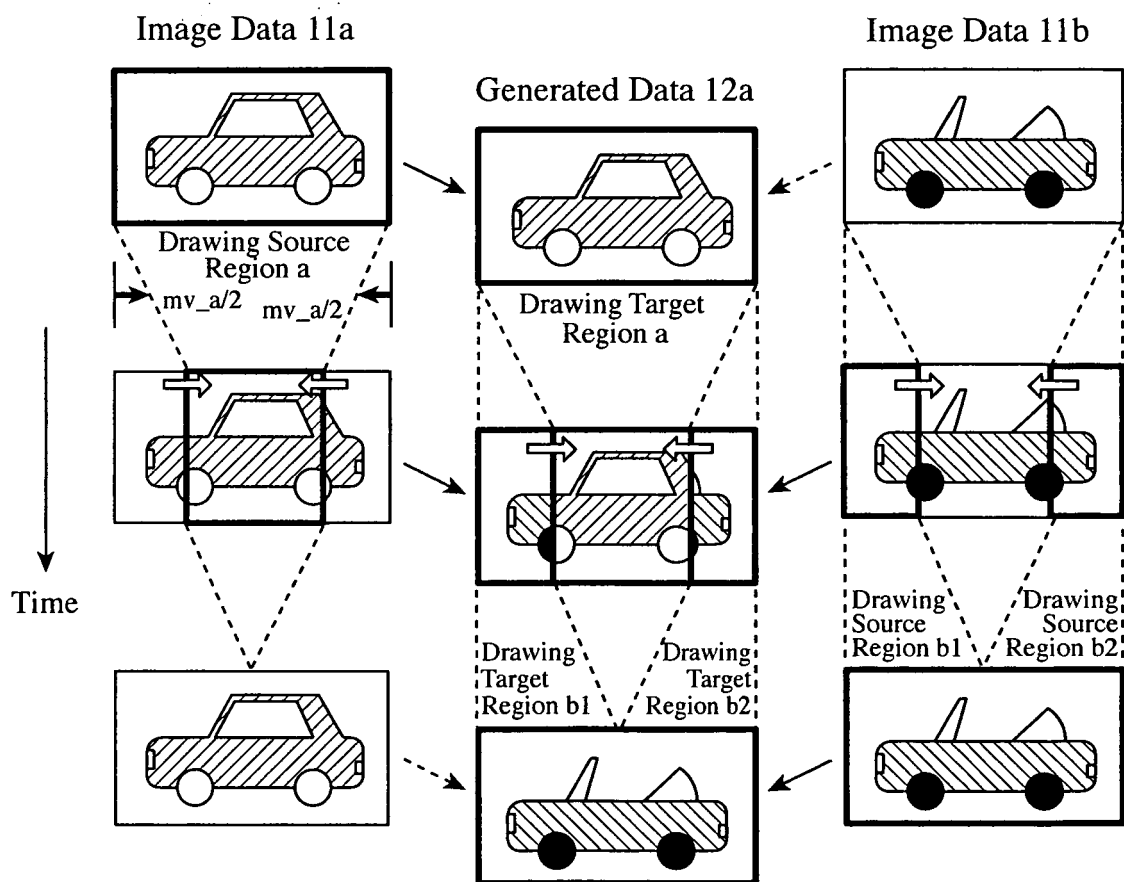 Image Data 11a
Generated Data 12a
Image Data 11b
Drawing Source
Region a
mv_a/2
mv_a/2
Drawing Target
Region a
Time
Drawing
Target
Region b1
Drawing
Target
Region b2
Drawing
Source
Region b1
Drawing
Source
Region b2